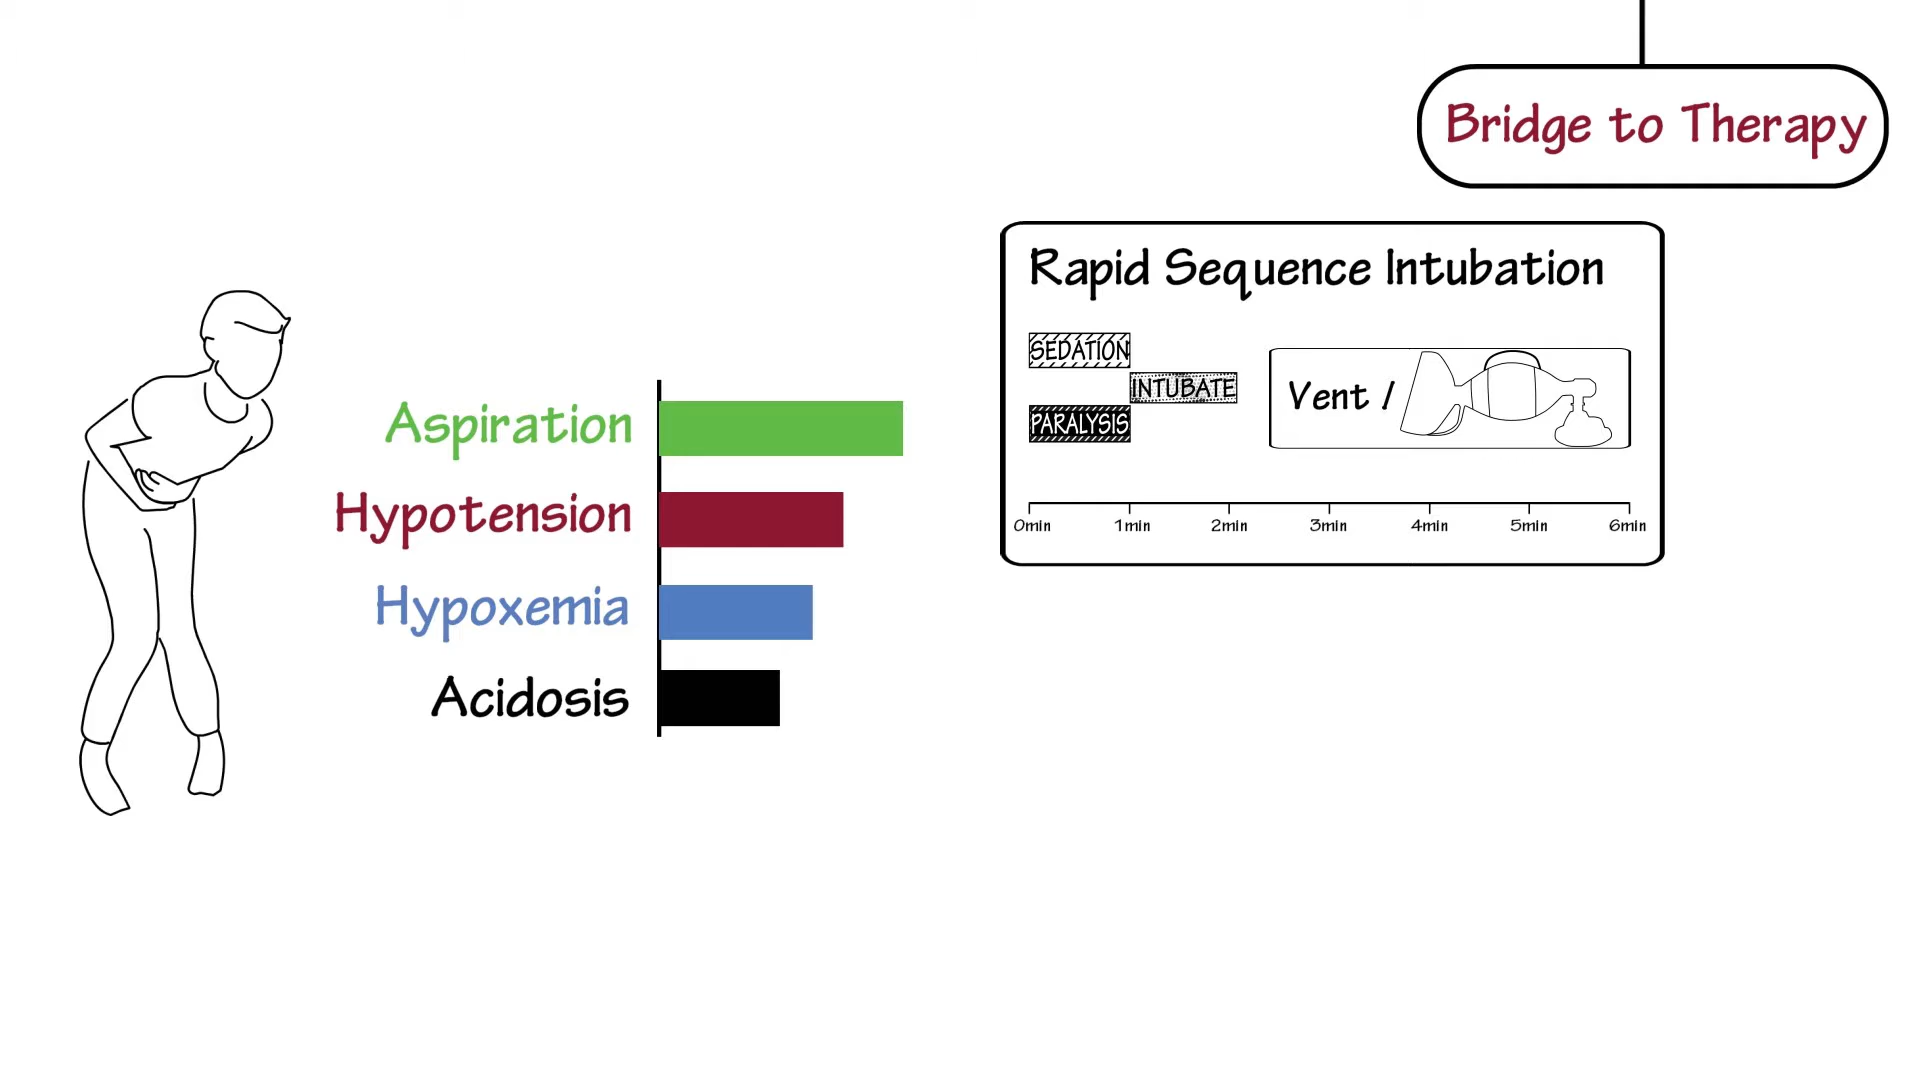 Bridge to Therapy
Rapid Sequence Intubation
SEDATION
INTUBATE
PARALYSIS
Vent /
0min 1min 2min 3min 4min 5min 6min
Aspiration
Hypotension
Hypoxemia
Acidosis